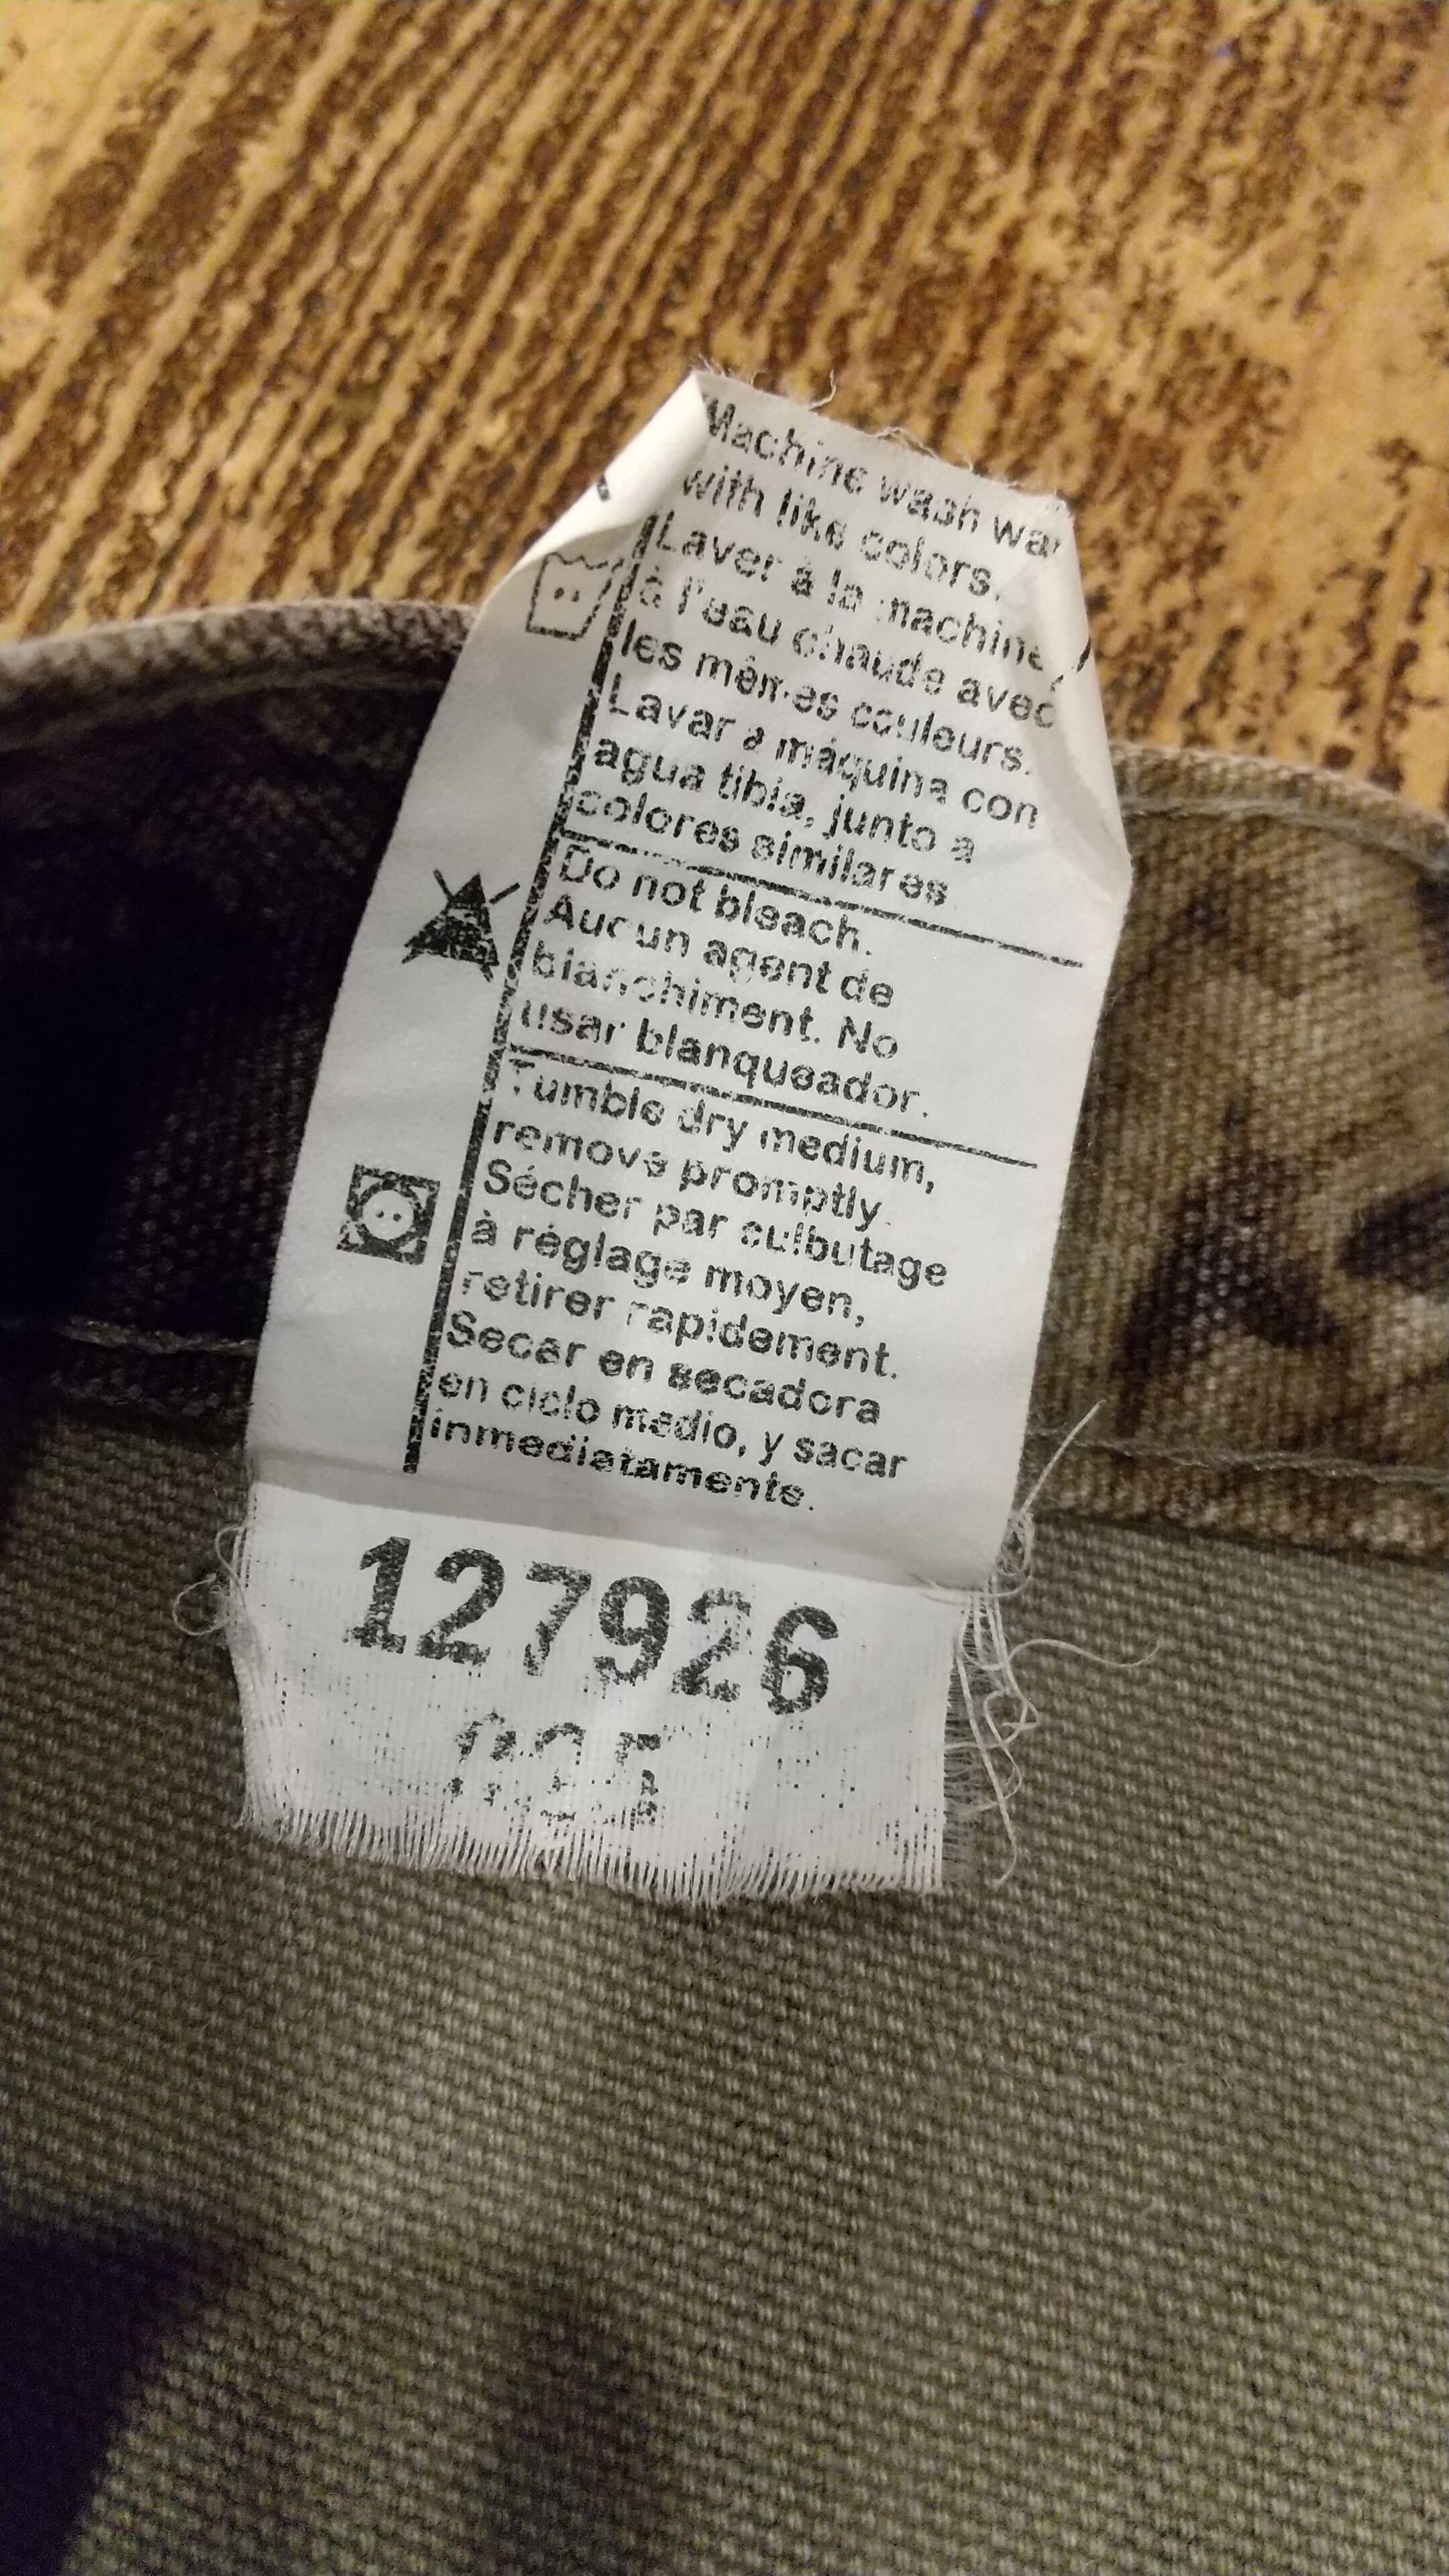 Machine wash
with like colors.
Laver à la machine
à l'eau chaude avec
les mêmes couleurs.
Lavar a máquina con
agua tibia, junto a
colores similares
Do not bleach.
Aucun agent de
blanchiment. No
usar blanqueador.
Tumble dry medium,
remove promptly.
Sécher par culbutage
à réglage moyen,
retirer rapidement.
Secar en secadora
en ciclo medio, y sacar
inmediatamente.
127926